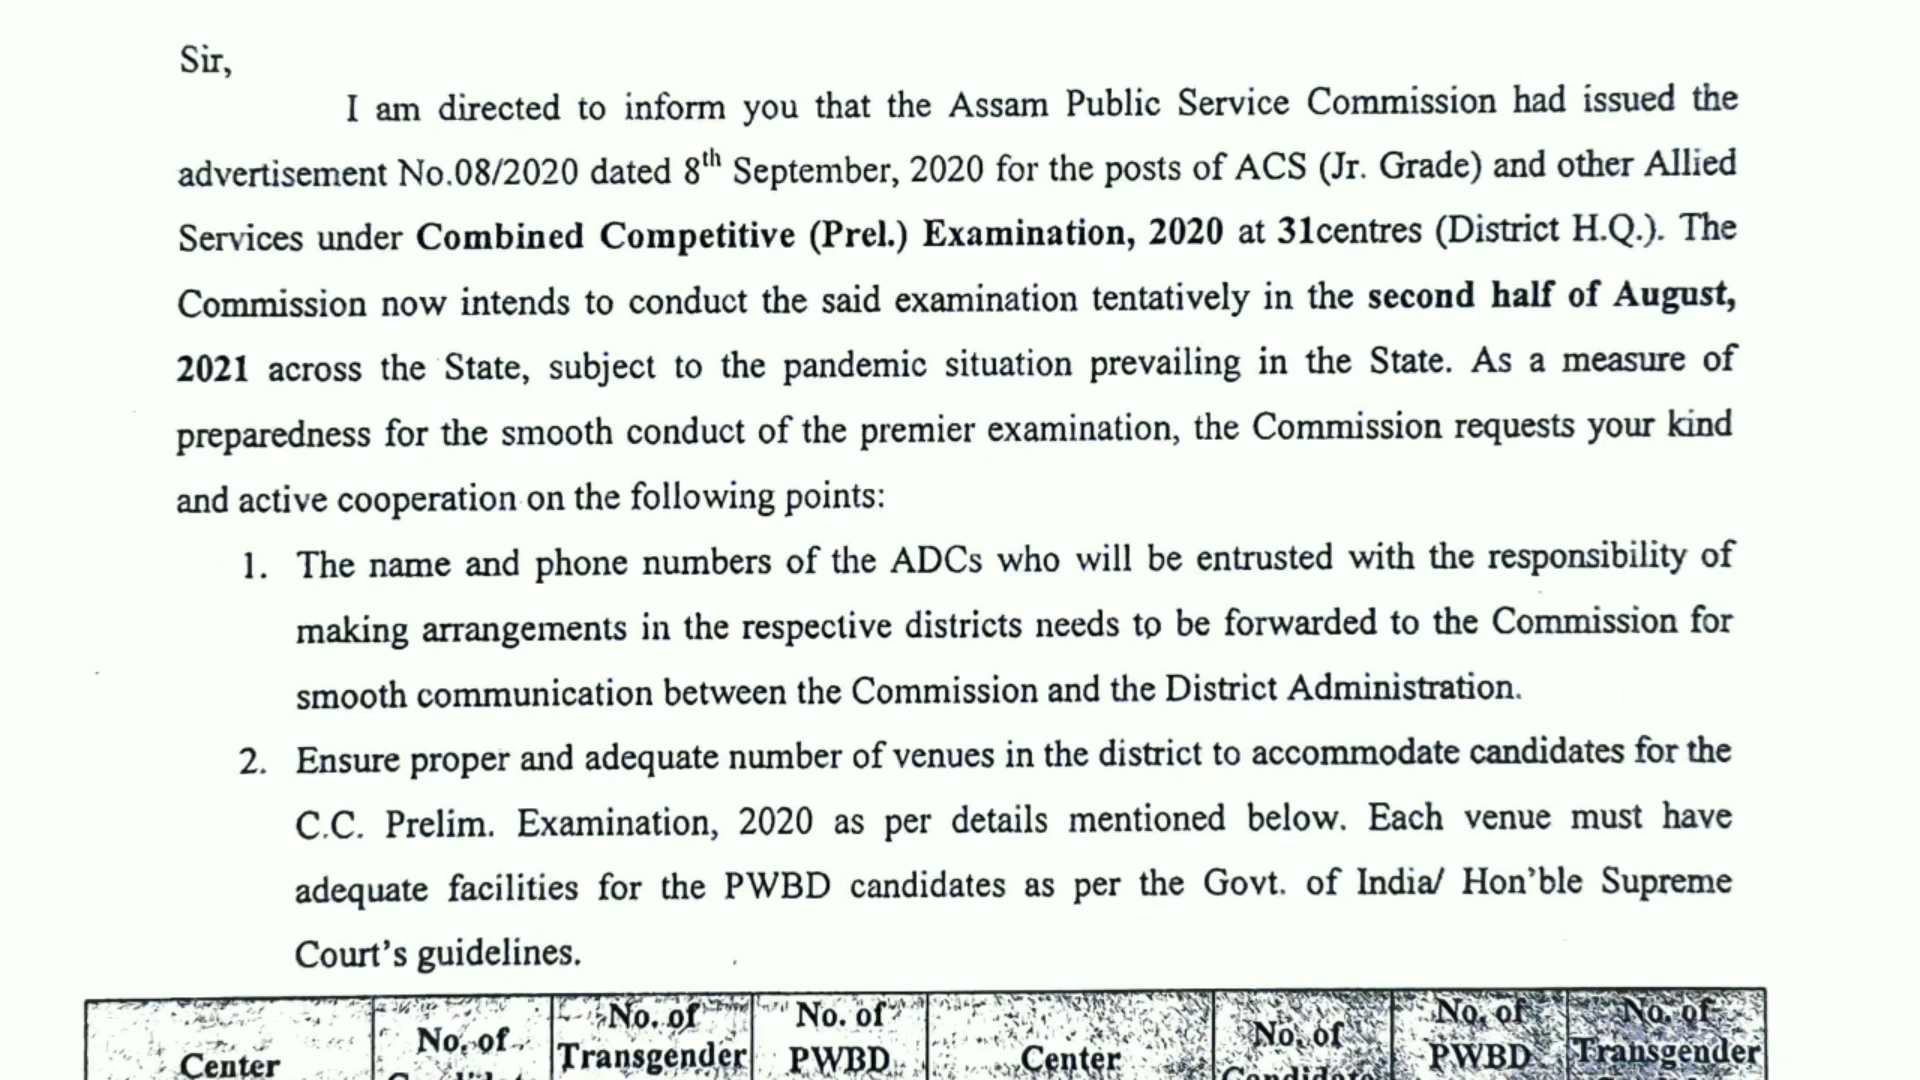 Sir,
I am directed to inform you that the Assam Public Service Commission had issued the
advertisement No.08/2020 dated 8th September, 2020 for the posts of ACS (Jr. Grade) and other Allied
Services under Combined Competitive (Prel.) Examination, 2020 at 31centres (District H.Q.). The
Commission now intends to conduct the said examination tentatively in the second half of August,
2021 across the State, subject to the pandemic situation prevailing in the State. As a measure of
preparedness for the smooth conduct of the premier examination, the Commission requests your kind
and active cooperation on the following points:
1. The name and phone numbers of the ADCs who will be entrusted with the responsibility of
making arrangements in the respective districts needs to be forwarded to the Commission for
smooth communication between the Commission and the District Administration.
2. Ensure proper and adequate number of venues in the district to accommodate candidates for the
C.C. Prelim. Examination, 2020 as per details mentioned below. Each venue must have
adequate facilities for the PWBD candidates as per the Govt. of India/ Hon'ble Supreme
Court's guidelines.
No. of No. of No. of No. of
No. of No. of
Transgender PWBD PWBD Transgender
Center Center